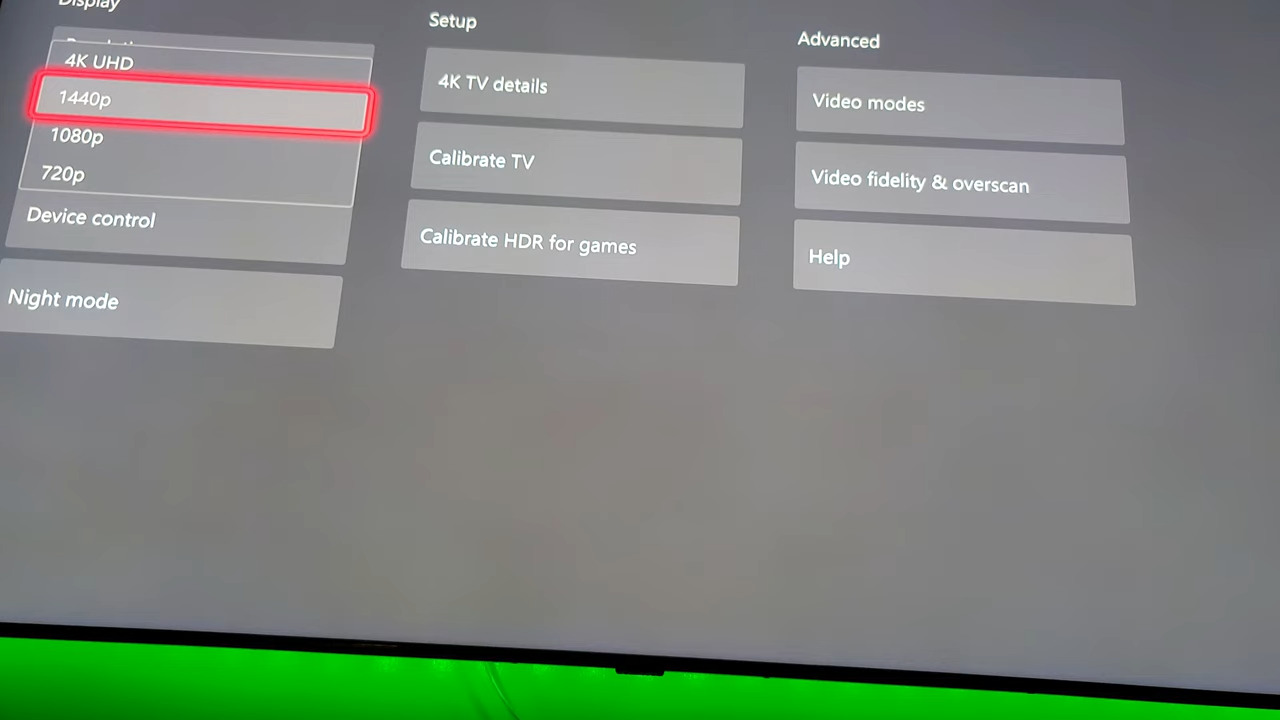 Display
4K UHD
1440p
1080p
720p
Device control
Night mode
Setup
4K TV details
Calibrate TV
Calibrate HDR for games
Advanced
Video modes
Video fidelity & overscan
Help